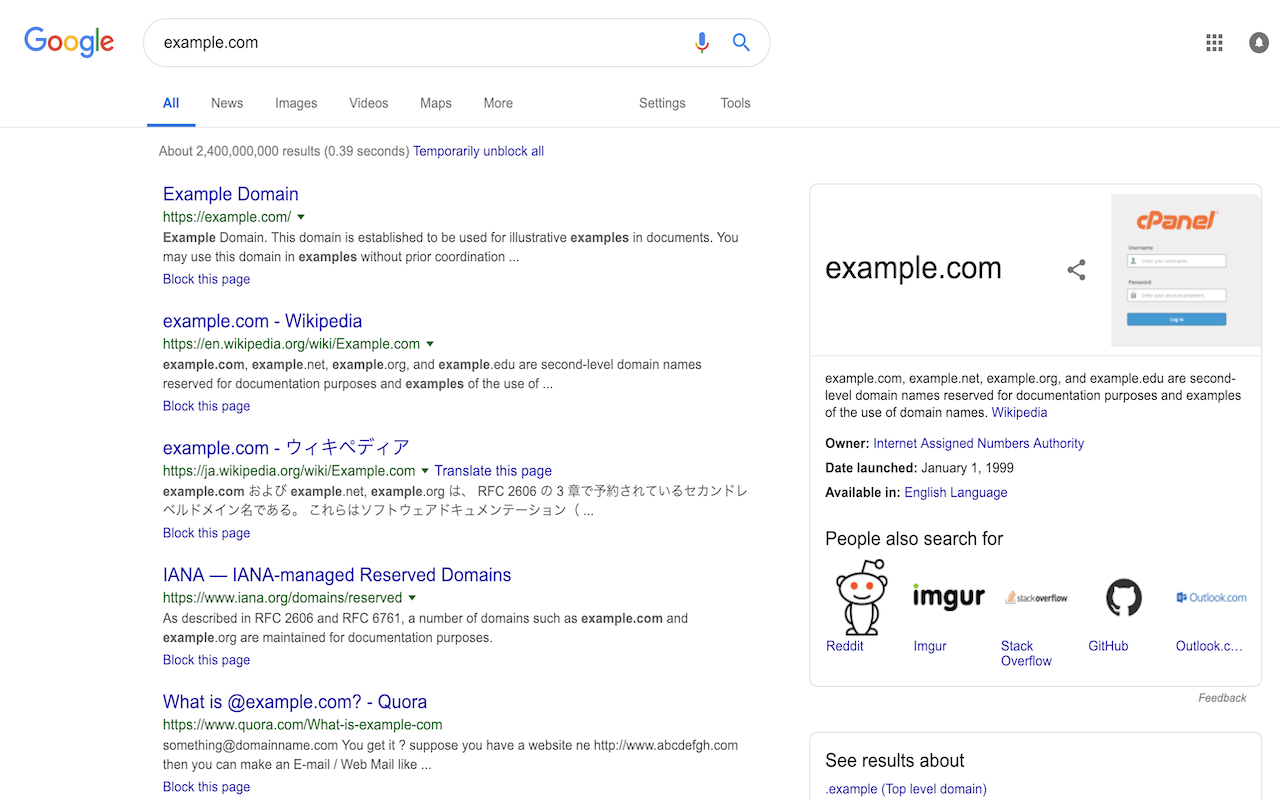 Google
example.com
All News Images Videos Maps More Settings Tools
About 2,400,000,000 results (0.39 seconds) Temporarily unblock all
Example Domain
https://example.com/
Example Domain. This domain is established to be used for illustrative examples in documents. You
may use this domain in examples without prior coordination ...
Block this page
example.com - Wikipedia
https://en.wikipedia.org/wiki/Example.com
example.com, example.net, example.org, and example.edu are second-level domain names
reserved for documentation purposes and examples of the use of ...
Block this page
example.com - ウィキペディア
https://ja.wikipedia.org/wiki/Example.com Translate this page
example.com および example.net, example.org は、 RFC 2606 の 3 章で予約されているセカンドレ
ベルドメイン名である。 これらはソフトウェアドキュメンテーション（ ...
Block this page
IANA — IANA-managed Reserved Domains
https://www.iana.org/domains/reserved
As described in RFC 2606 and RFC 6761, a number of domains such as example.com and
example.org are maintained for documentation purposes.
Block this page
What is @example.com? - Quora
https://www.quora.com/What-is-example-com
something@domainname.com You get it ? suppose you have a website ne http://www.abcdefgh.com
then you can make an E-mail / Web Mail like ...
Block this page
example.com
cPanel
Username
Enter your username.
Password
Enter your account password.
Log in
example.com, example.net, example.org, and example.edu are second-
level domain names reserved for documentation purposes and examples
of the use of domain names. Wikipedia
Owner: Internet Assigned Numbers Authority
Date launched: January 1, 1999
Available in: English Language
People also search for
imgur stackoverflow Outlook.com
Reddit Imgur Stack GitHub Outlook.c...
Overflow
Feedback
See results about
.example (Top level domain)